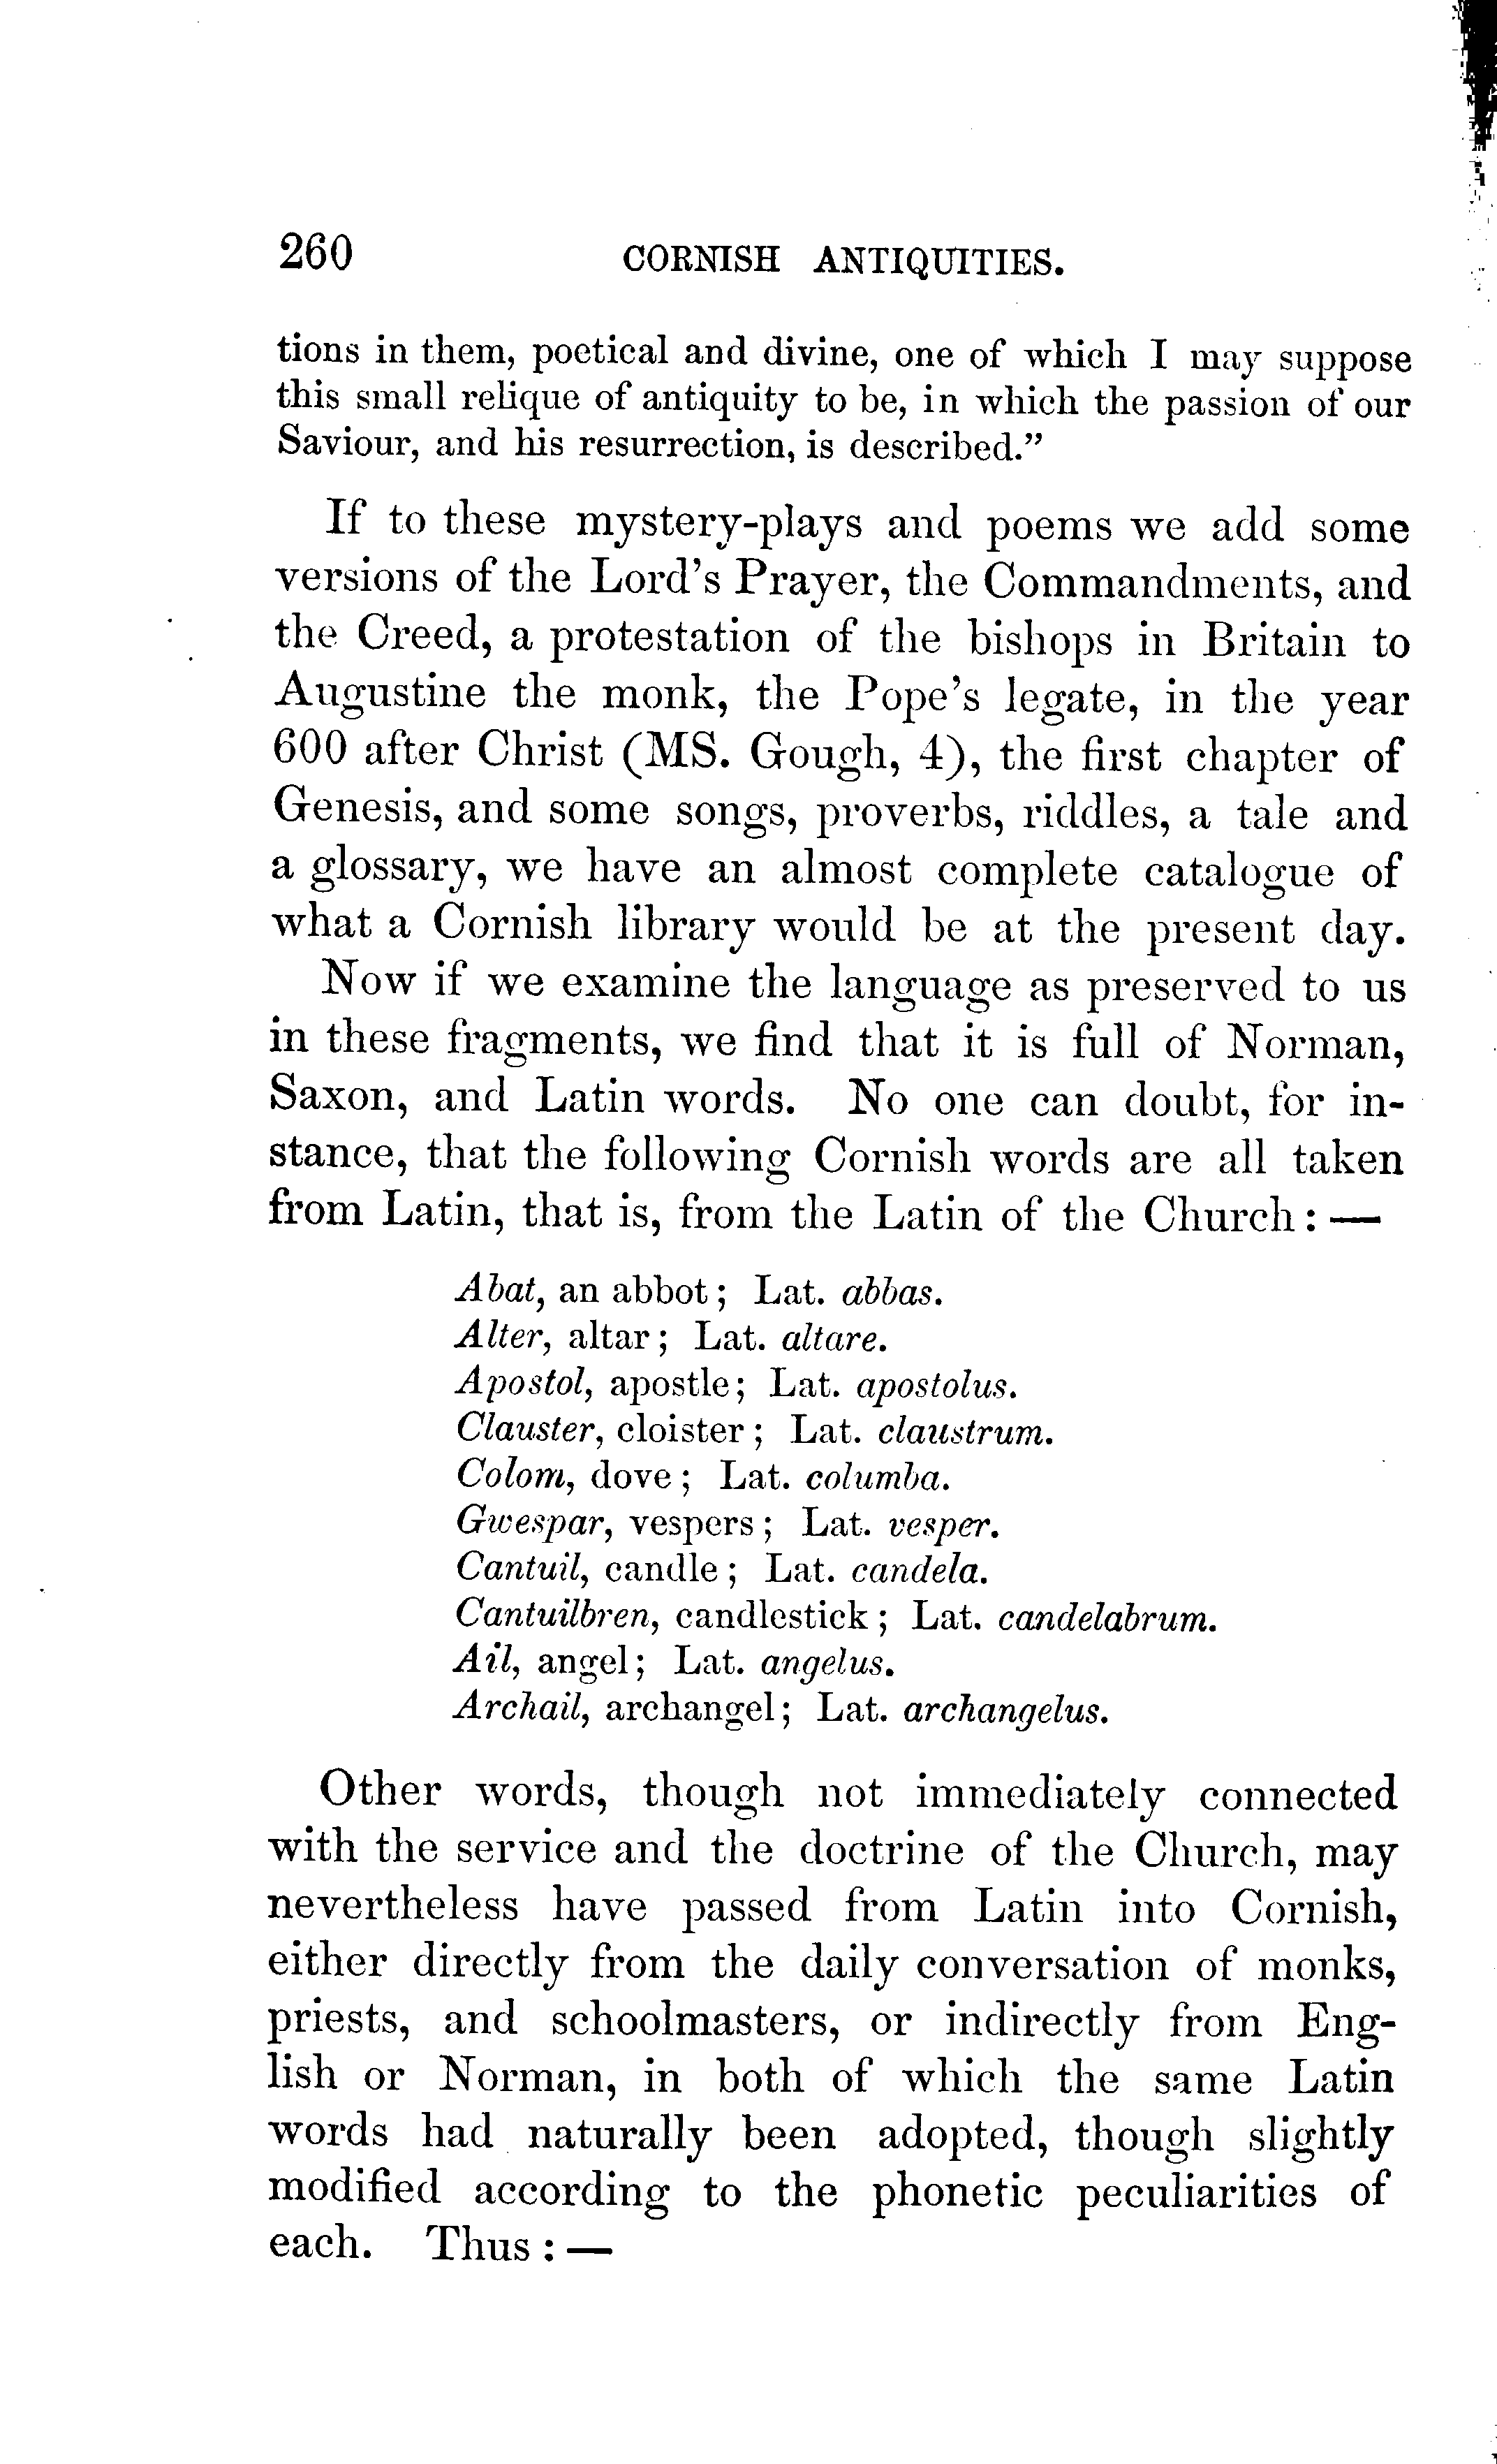 260 CORNISH ANTIQUITIES.
tions in them, poetical and divine, one of which I may suppose
this small relique of antiquity to be, in which the passion of our
Saviour, and his resurrection, is described.”
If to these mystery-plays and poems we add some
versions of the Lord’s Prayer, the Commandments, and
the Creed, a protestation of the bishops in Britain to
Augustine the monk, the Pope’s legate, in the year
600 after Christ (MS. Gough, 4), the first chapter of
Genesis, and some songs, proverbs, riddles, a tale and
a glossary, we have an almost complete catalogue of
what a Cornish library would be at the present day.
Now if we examine the language as preserved to us
in these fragments, we find that it is full of Norman,
Saxon, and Latin words. No one can doubt, for in-
stance, that the following Cornish words are all taken
from Latin, that is, from the Latin of the Church: —
Abat, an abbot; Lat. abbas.
Alter, altar; Lat. altare.
Apostol, apostle; Lat. apostolus.
Clauster, cloister; Lat. claustrum.
Colom, dove; Lat. columba.
Gwespar, vespers; Lat. vesper.
Cantuil, candle; Lat. candela.
Cantuilbren, candlestick; Lat. candelabrum.
Ail, angel; Lat. angelus.
Archail, archangel; Lat. archangelus.
Other words, though not immediately connected
with the service and the doctrine of the Church, may
nevertheless have passed from Latin into Cornish,
either directly from the daily conversation of monks,
priests, and schoolmasters, or indirectly from Eng-
lish or Norman, in both of which the same Latin
words had naturally been adopted, though slightly
modified according to the phonetic peculiarities of
each. Thus: —